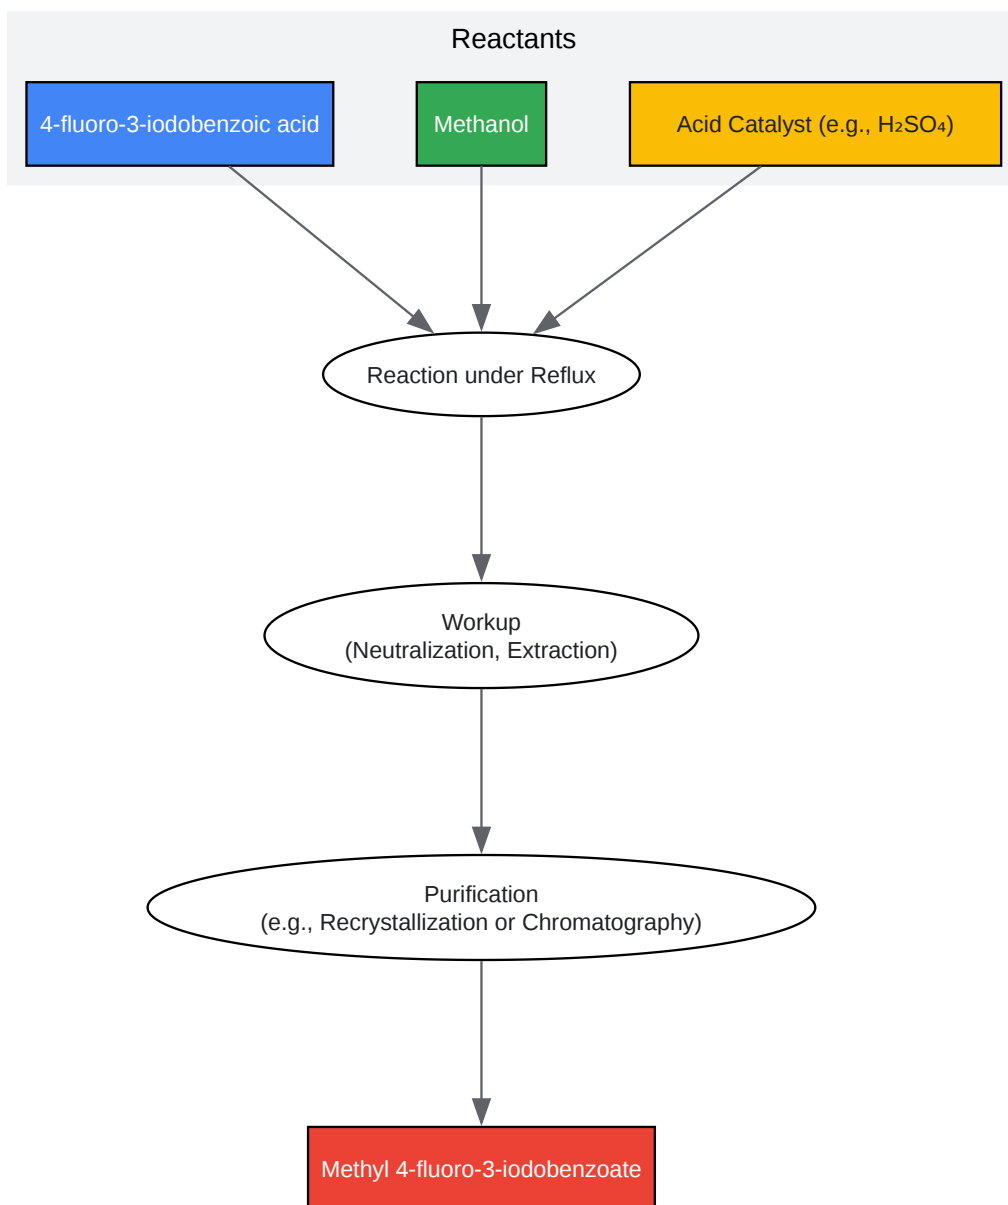 Reactants
4-fluoro-3-iodobenzoic acid
Methanol
Acid Catalyst (e.g., H₂SO₄)
Reaction under Reflux
Workup
(Neutralization, Extraction)
Purification
(e.g., Recrystallization or Chromatography)
Methyl 4-fluoro-3-iodobenzoate